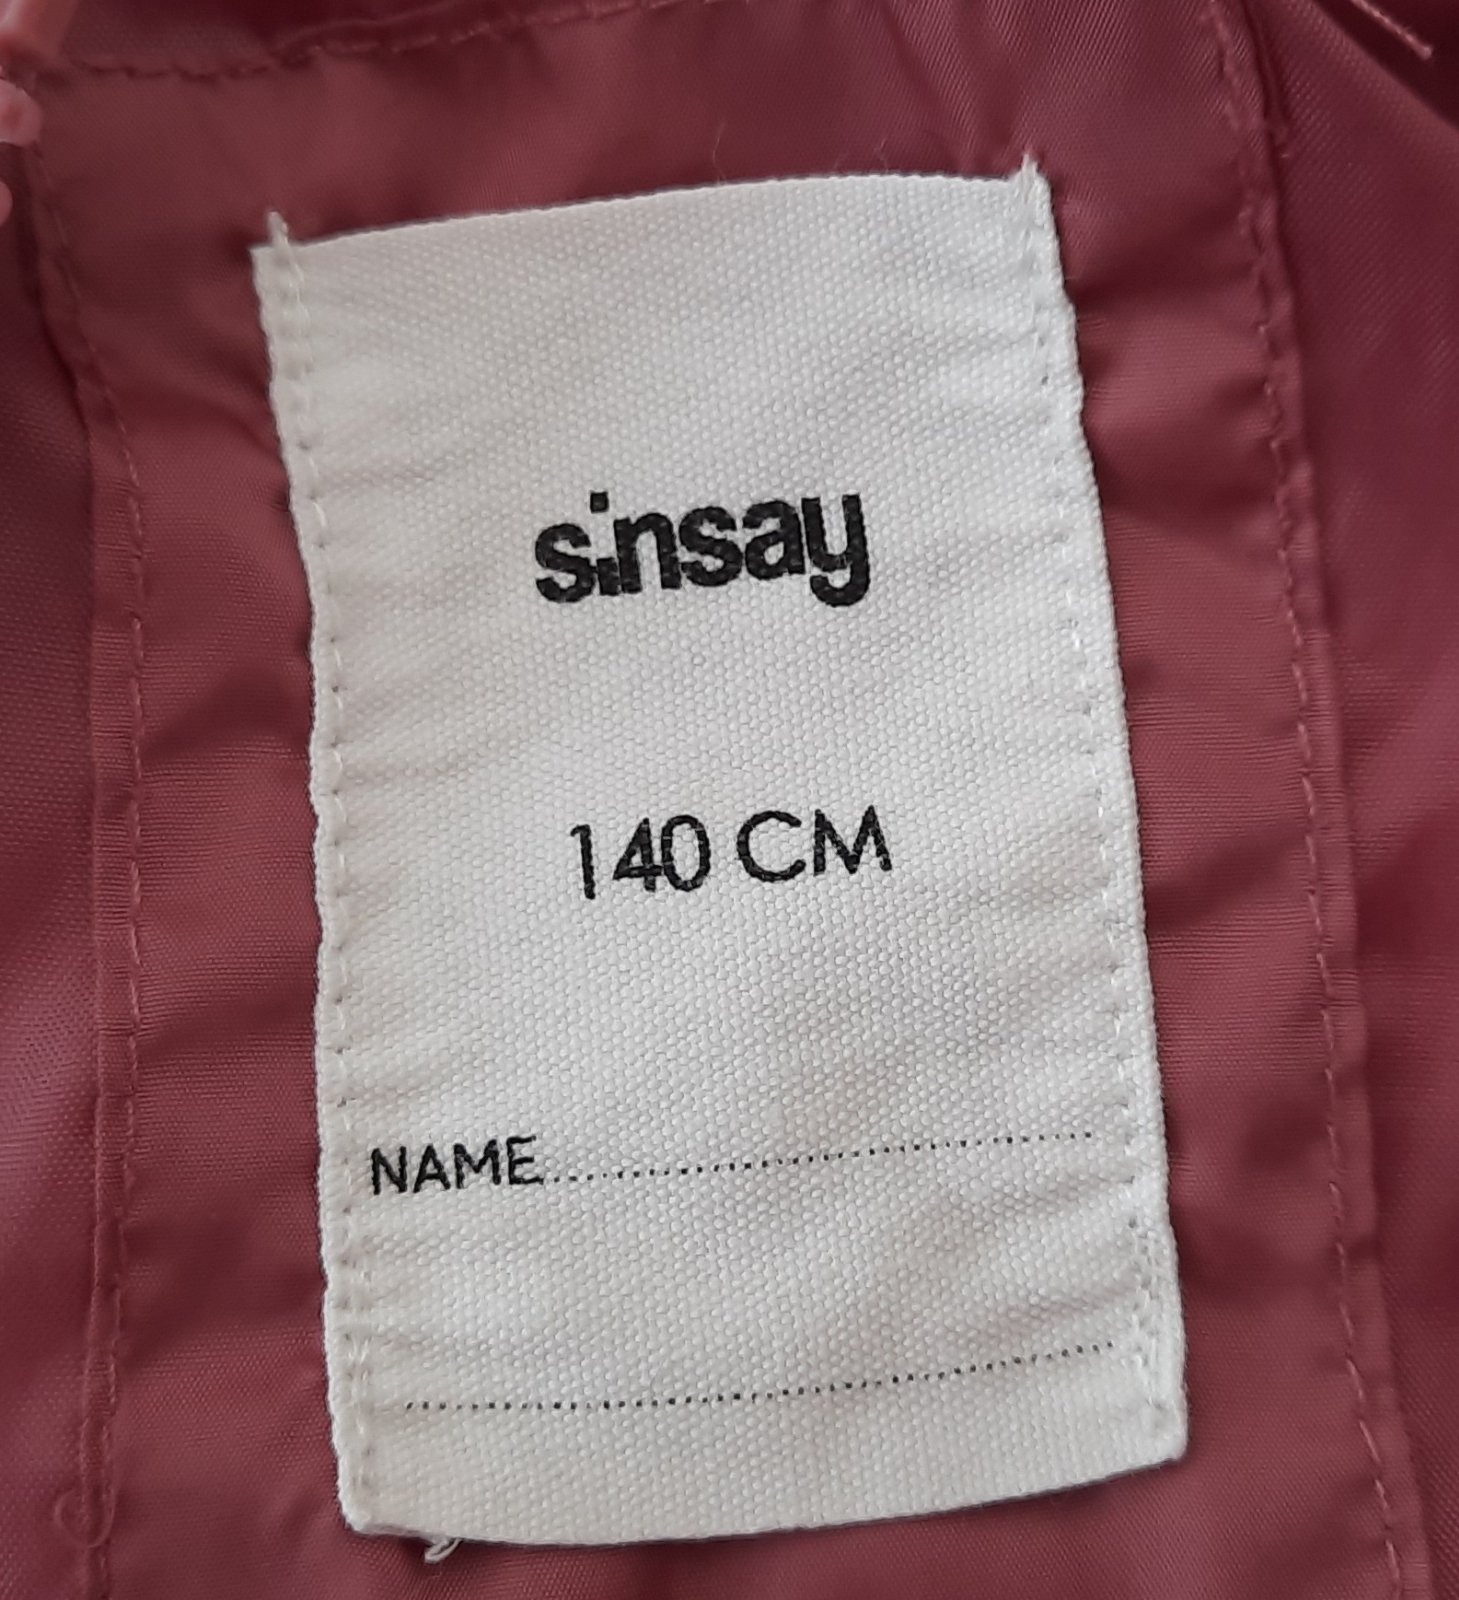 sinsay
140 CM
NAME..........................................
..........................................................